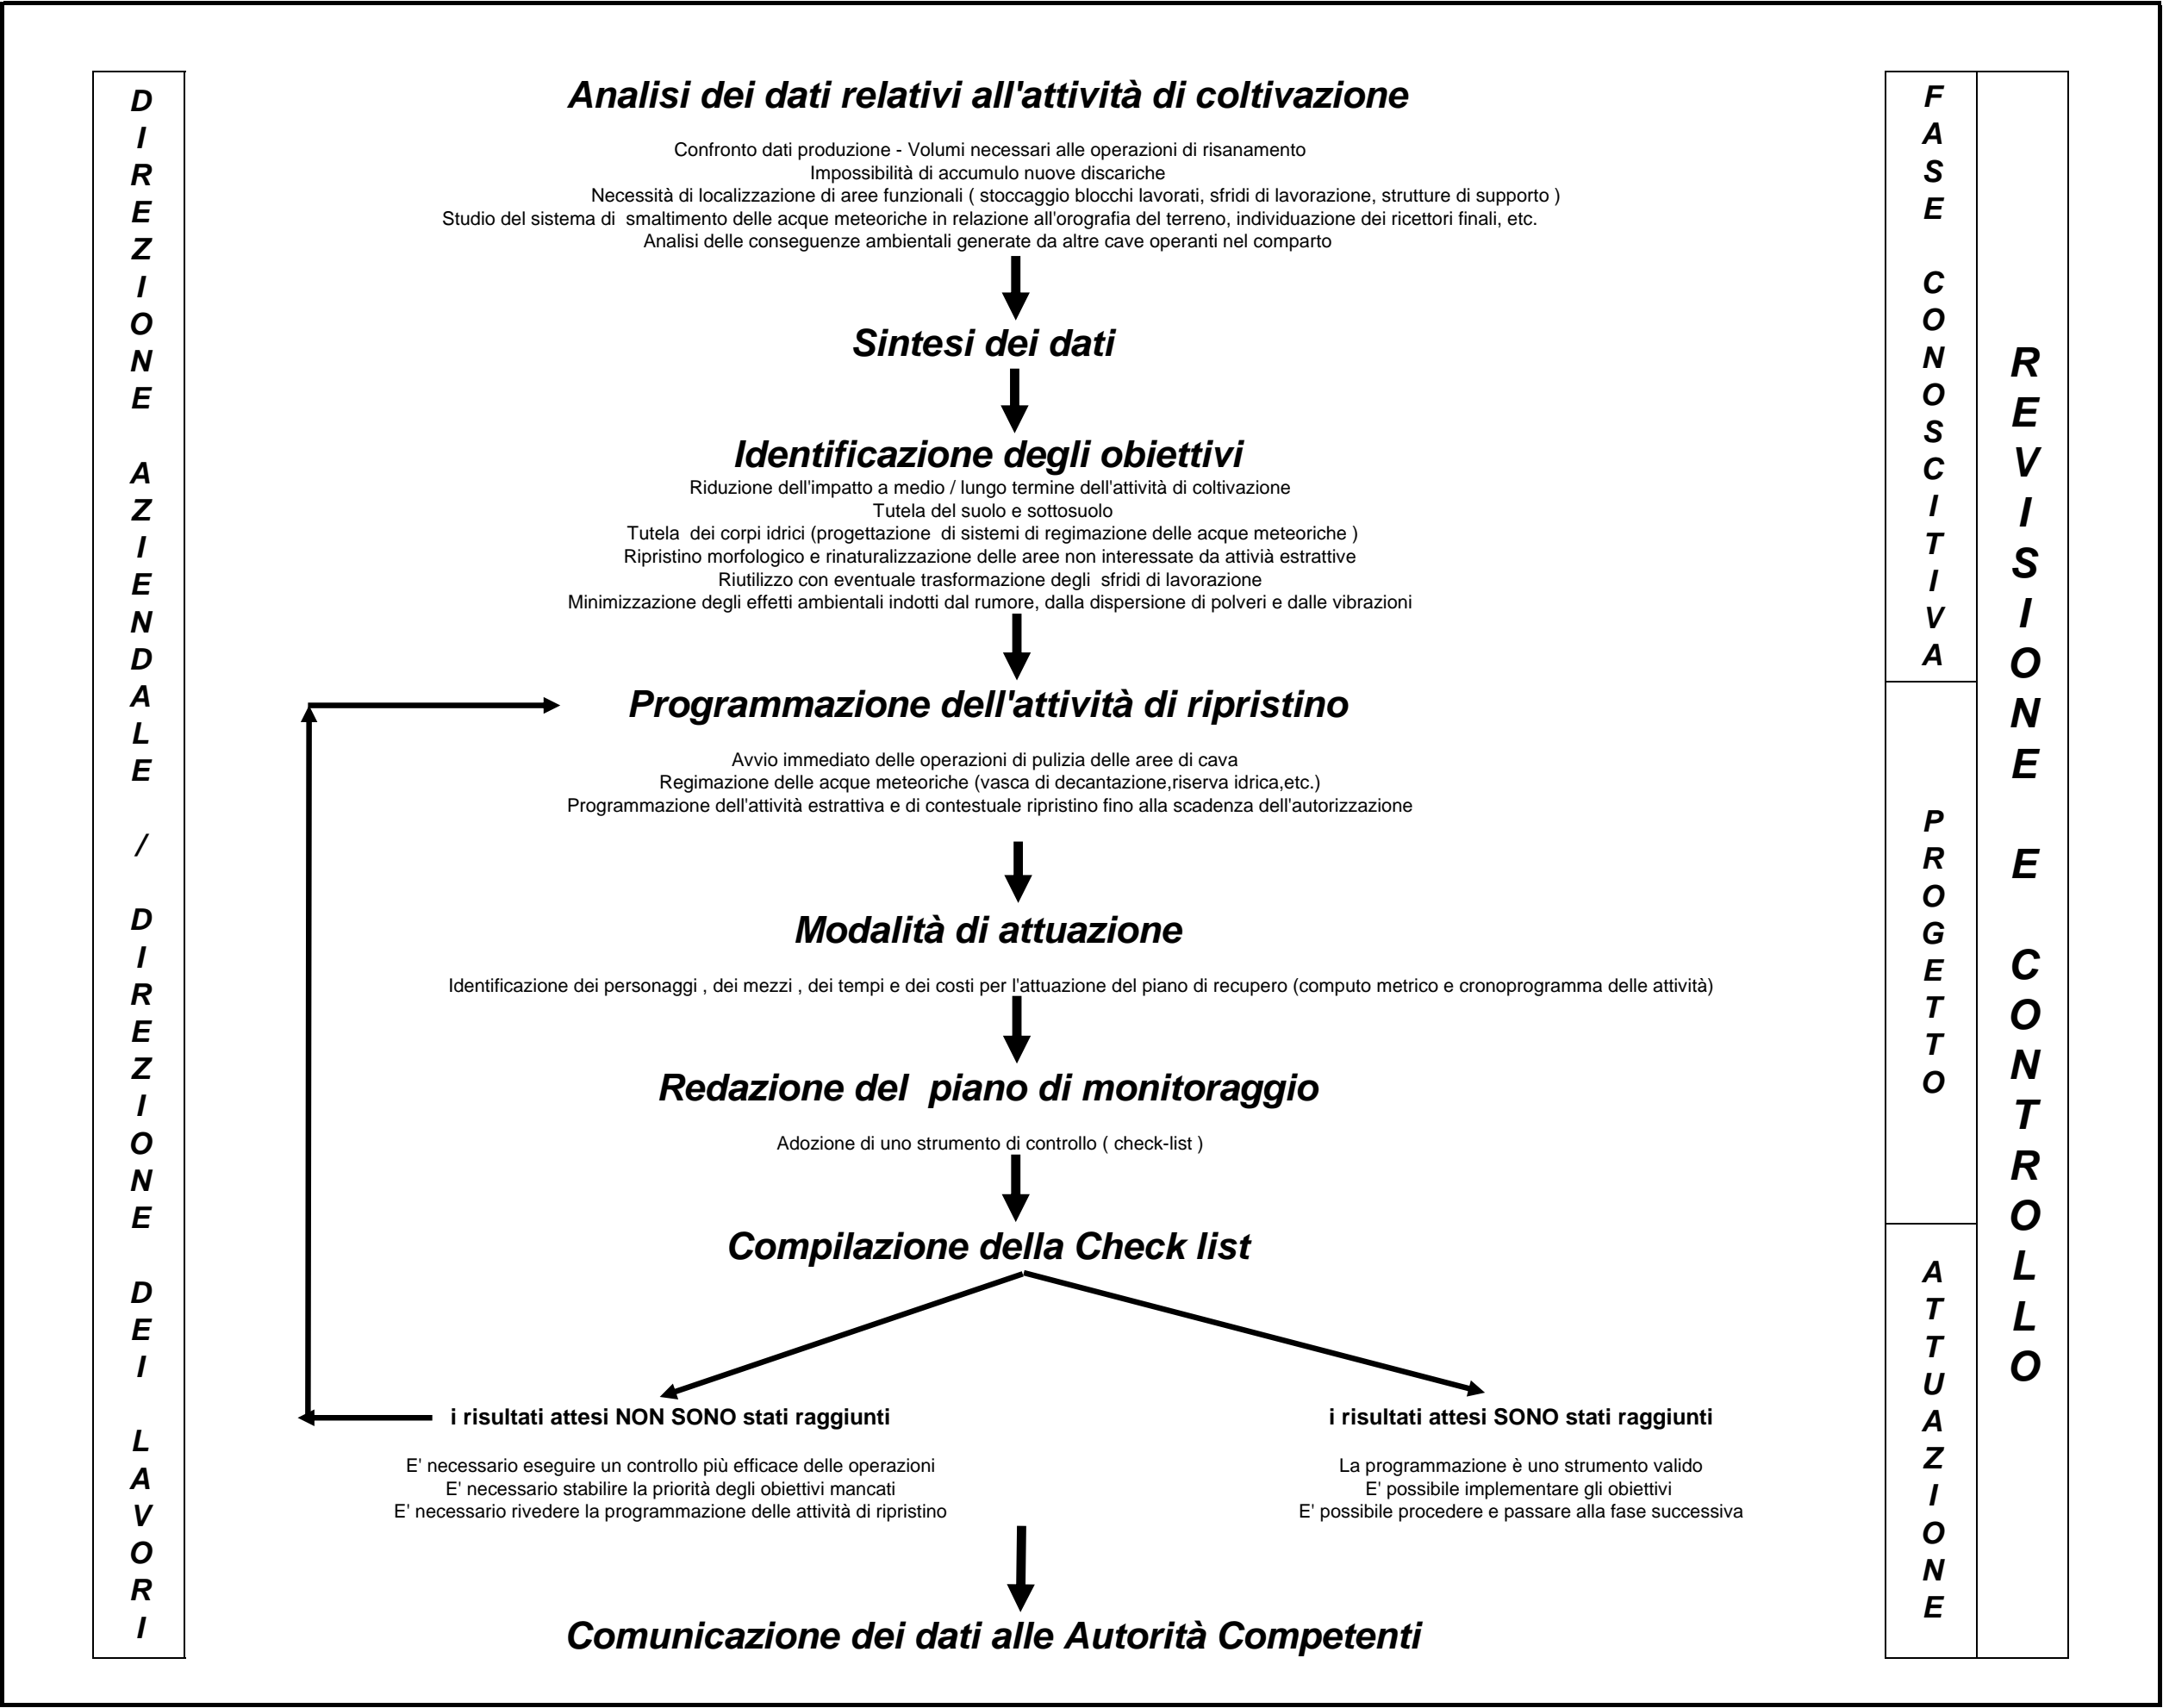 DIREZIONE AZIENDALE / DIREZIONE DEI LAVORI
Analisi dei dati relativi all'attività di coltivazione
Confronto dati produzione - Volumi necessari alle operazioni di risanamento
Impossibilità di accumulo nuove discariche
Necessità di localizzazione di aree funzionali ( stoccaggio blocchi lavorati, sfridi di lavorazione, strutture di supporto )
Studio del sistema di  smaltimento delle acque meteoriche in relazione all'orografia del terreno, individuazione dei ricettori finali, etc.
Analisi delle conseguenze ambientali generate da altre cave operanti nel comparto
Sintesi dei dati
Identificazione degli obiettivi
Riduzione dell'impatto a medio / lungo termine dell'attività di coltivazione
Tutela del suolo e sottosuolo
Tutela  dei corpi idrici (progettazione  di sistemi di regimazione delle acque meteoriche )
Ripristino morfologico e rinaturalizzazione delle aree non interessate da attivià estrattive
Riutilizzo con eventuale trasformazione degli  sfridi di lavorazione
Minimizzazione degli effetti ambientali indotti dal rumore, dalla dispersione di polveri e dalle vibrazioni
Programmazione dell'attività di ripristino
Avvio immediato delle operazioni di pulizia delle aree di cava
Regimazione delle acque meteoriche (vasca di decantazione,riserva idrica,etc.)
Programmazione dell'attività estrattiva e di contestuale ripristino fino alla scadenza dell'autorizzazione
Modalità di attuazione
Identificazione dei personaggi , dei mezzi , dei tempi e dei costi per l'attuazione del piano di recupero (computo metrico e cronoprogramma delle attività)
Redazione del  piano di monitoraggio
Adozione di uno strumento di controllo ( check-list )
Compilazione della Check list
i risultati attesi NON SONO stati raggiunti
E' necessario eseguire un controllo più efficace delle operazioni
E' necessario stabilire la priorità degli obiettivi mancati
E' necessario rivedere la programmazione delle attività di ripristino
i risultati attesi SONO stati raggiunti
La programmazione è uno strumento valido
E' possibile implementare gli obiettivi
E' possibile procedere e passare alla fase successiva
Comunicazione dei dati alle Autorità Competenti
FASE CONOSCITIVA
PROGETTO
ATTUAZIONE
REVISIONE E CONTROLLO